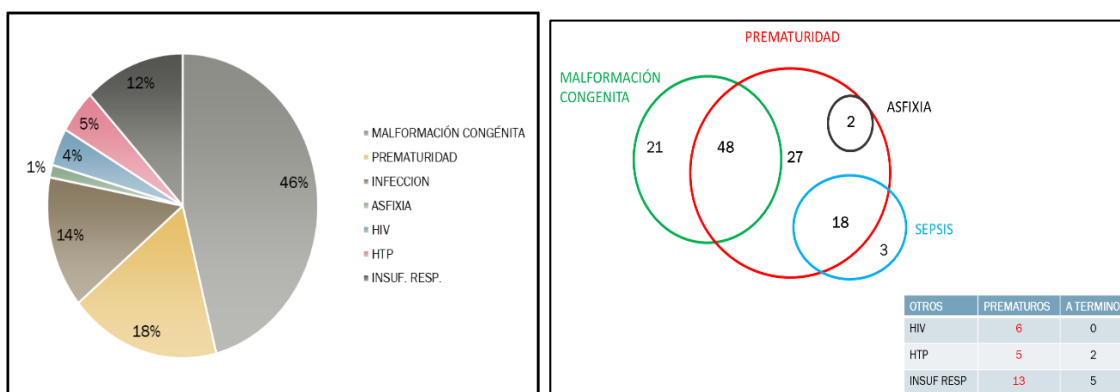 12%
5%
4%
1%
14%
18%
46%
MALFORMACIÓN CONGÉNITA
PREMATURIDAD
INFECCION
ASFIXIA
HIV
HTP
INSUF. RESP.
PREMATURIDAD
MALFORMACIÓN
CONGENITA
ASFIXIA
2
21
48
27
18
SEPSIS
3
OTROS PREMATUROS A TERMINO
HIV 6 0
HTP 5 2
INSUF RESP 13 5